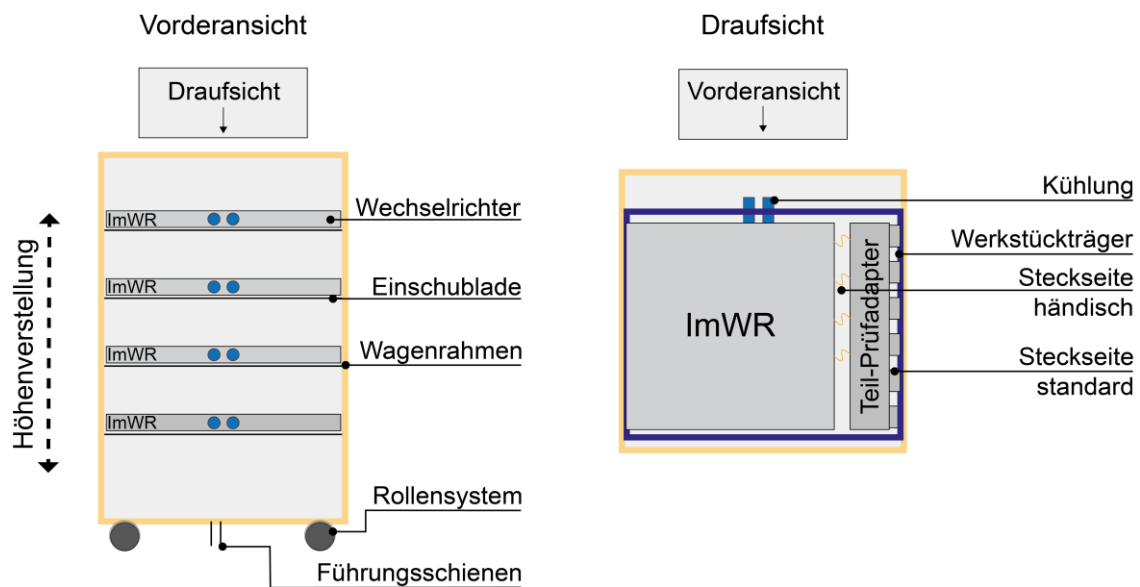 Vorderansicht
Draufsicht
Höhenverstellung
ImWR
ImWR
ImWR
ImWR
Wechselrichter
Einschublade
Wagenrahmen
Rollensystem
Führungsschienen
Draufsicht
Vorderansicht
ImWR
Teil-Prüfadapter
Kühlung
Werkstückträger
Steckseite
händisch
Steckseite
standard